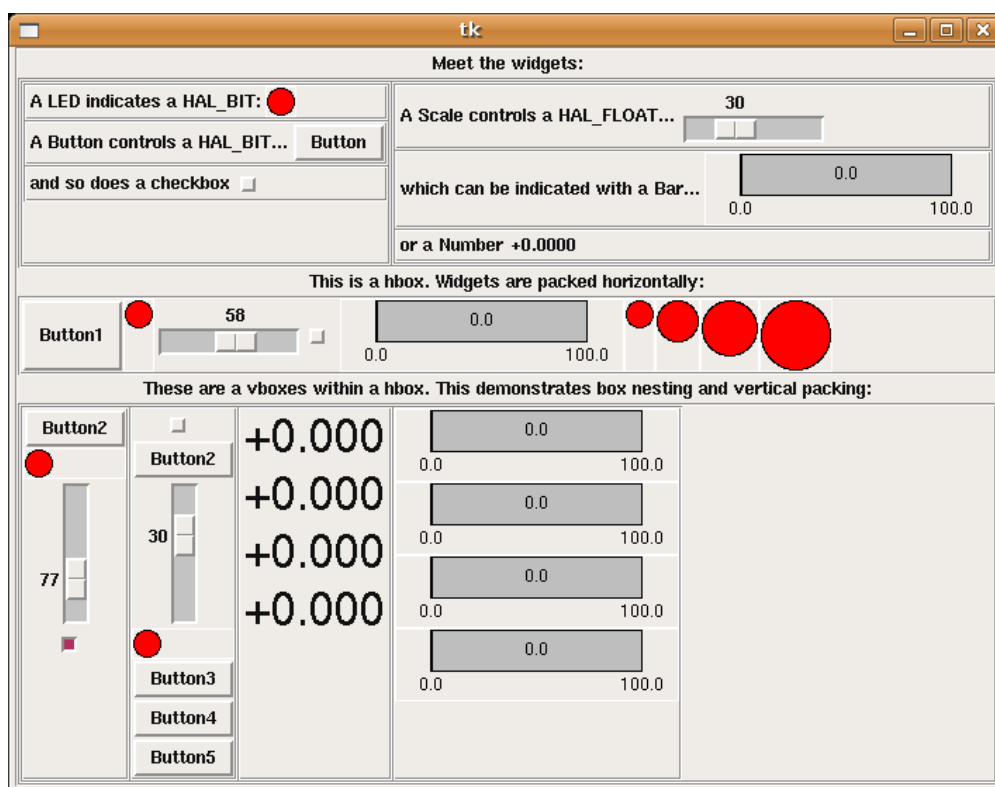 tk
Meet the widgets:
A LED indicates a HAL_BIT:
A Button controls a HAL_BIT... Button
and so does a checkbox
A Scale controls a HAL_FLOAT... 30
which can be indicated with a Bar... 0.0
0.0 100.0
or a Number +0.0000
This is a hbox. Widgets are packed horizontally:
Button1 58 0.0
0.0 100.0
These are a vboxes within a hbox. This demonstrates box nesting and vertical packing:
Button2
77
Button2
30
Button3
Button4
Button5
+0.000
+0.000
+0.000
+0.000
0.0
0.0 100.0
0.0
0.0 100.0
0.0
0.0 100.0
0.0
0.0 100.0